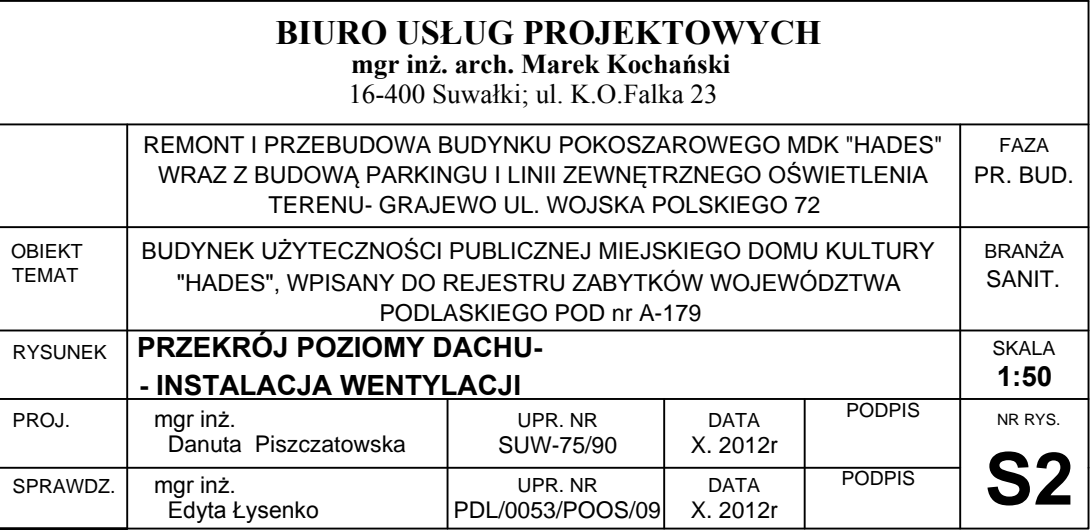 BIURO USŁUG PROJEKTOWYCH
mgr inż. arch. Marek Kochański
16-400 Suwałki; ul. K.O.Falka 23
REMONT I PRZEBUDOWA BUDYNKU POKOSZAROWEGO MDK "HADES"
WRAZ Z BUDOWĄ PARKINGU I LINII ZEWNĘTRZNEGO OŚWIETLENIA
TERENU- GRAJEWO UL. WOJSKA POLSKIEGO 72
FAZA
PR. BUD.
OBIEKT
TEMAT
BUDYNEK UŻYTECZNOŚCI PUBLICZNEJ MIEJSKIEGO DOMU KULTURY
"HADES", WPISANY DO REJESTRU ZABYTKÓW WOJEWÓDZTWA
PODLASKIEGO POD nr A-179
BRANŻA
SANIT.
RYSUNEK
PRZEKRÓJ POZIOMY DACHU-
- INSTALACJA WENTYLACJI
SKALA
1:50
PROJ.
mgr inż.
Danuta Piszczatowska
UPR. NR
SUW-75/90
DATA
X. 2012r
PODPIS
NR RYS.
S2
SPRAWDZ.
mgr inż.
Edyta Łysenko
UPR. NR
PDL/0053/POOS/09
DATA
X. 2012r
PODPIS